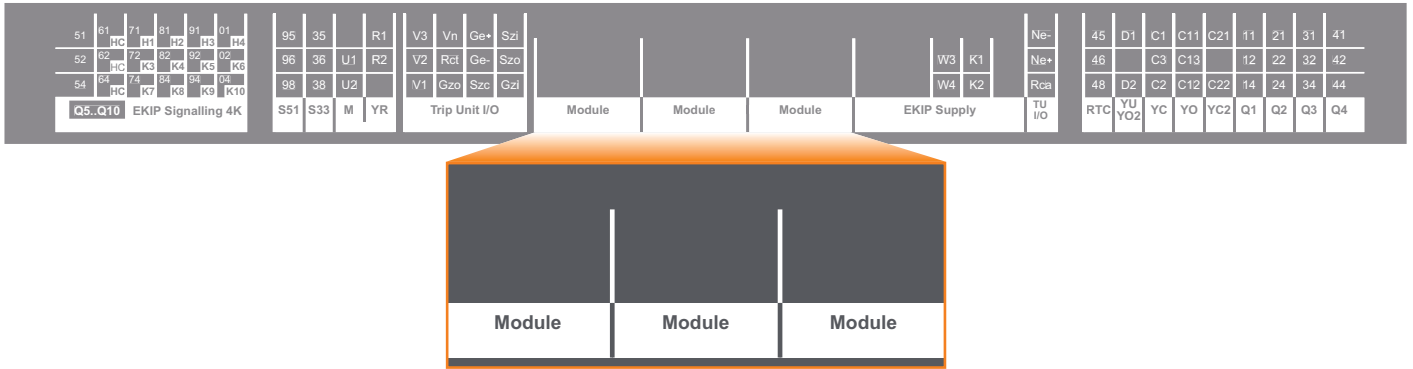 61 71 81 91 01
51 HC H1 H2 H3 H4 95 35 R1 V3 Vn Ge+ Szi Ne- 45 D1 C1 C11 C21 11 21 31 41
62 72 82 92 02
52 HC K3 K4 K5 K6 96 36 U1 R2 V2 Rct Ge- Szo W3 K1 Ne+ 46 C3 C13 12 22 32 42
64 74 84 94 04
54 HC K7 K8 K9 K10 98 38 U2 V1 Gzo Szc Gzi W4 K2 Rca 48 D2 C2 C12 C22 14 24 34 44
Q5..Q10 EKIP Signalling 4K S51 S33 M YR Trip Unit I/O Module Module Module EKIP Supply TU I/O RTC YU YO2 YC YO YC2 Q1 Q2 Q3 Q4
Module Module Module